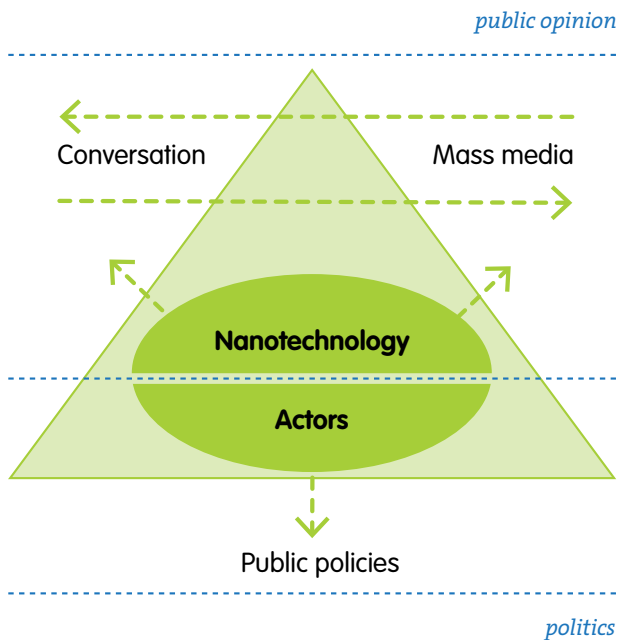 public opinion
Conversation
Mass media
Nanotechnology
Actors
Public policies
politics